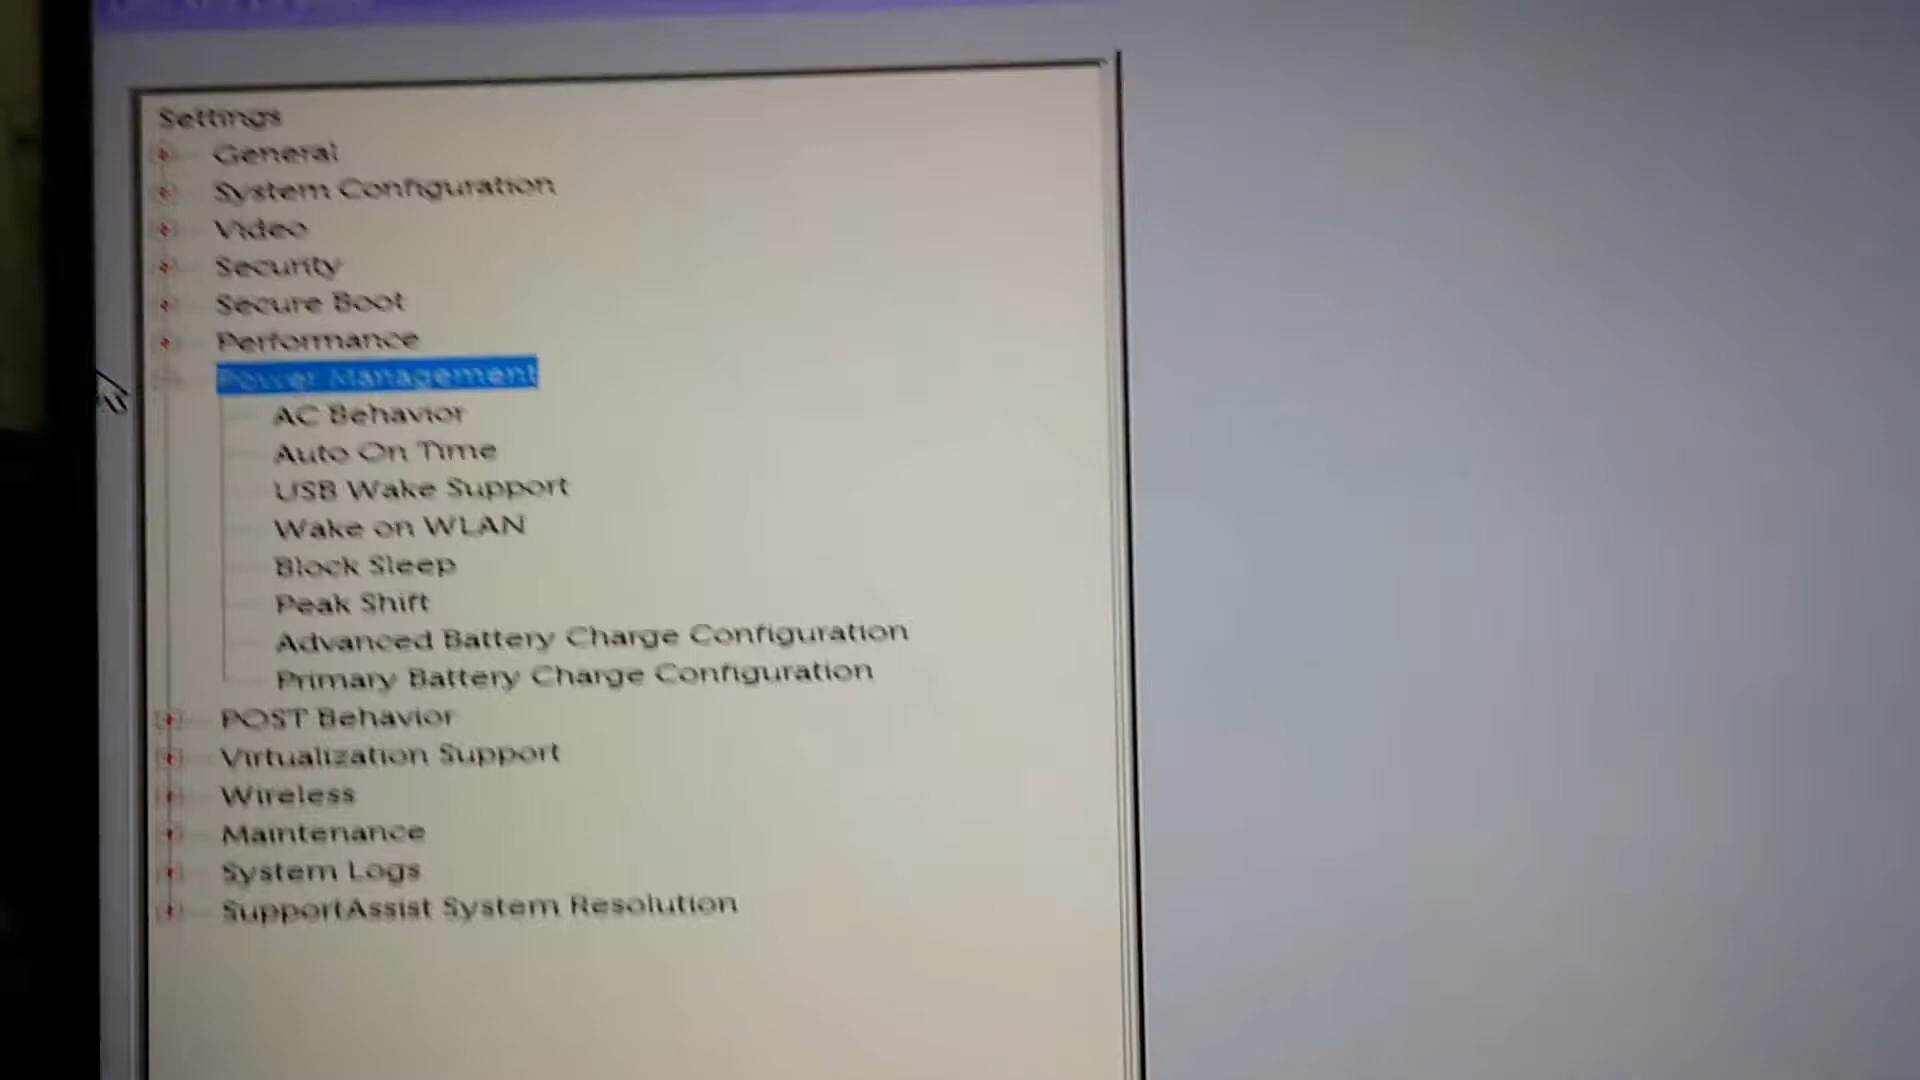 Settings
General
System Configuration
Video
Security
Secure Boot
Performance
Power Management
AC Behavior
Auto On Time
USB Wake Support
Wake on WLAN
Block Sleep
Peak Shift
Advanced Battery Charge Configuration
Primary Battery Charge Configuration
POST Behavior
Virtualization Support
Wireless
Maintenance
System Logs
SupportAssist System Resolution